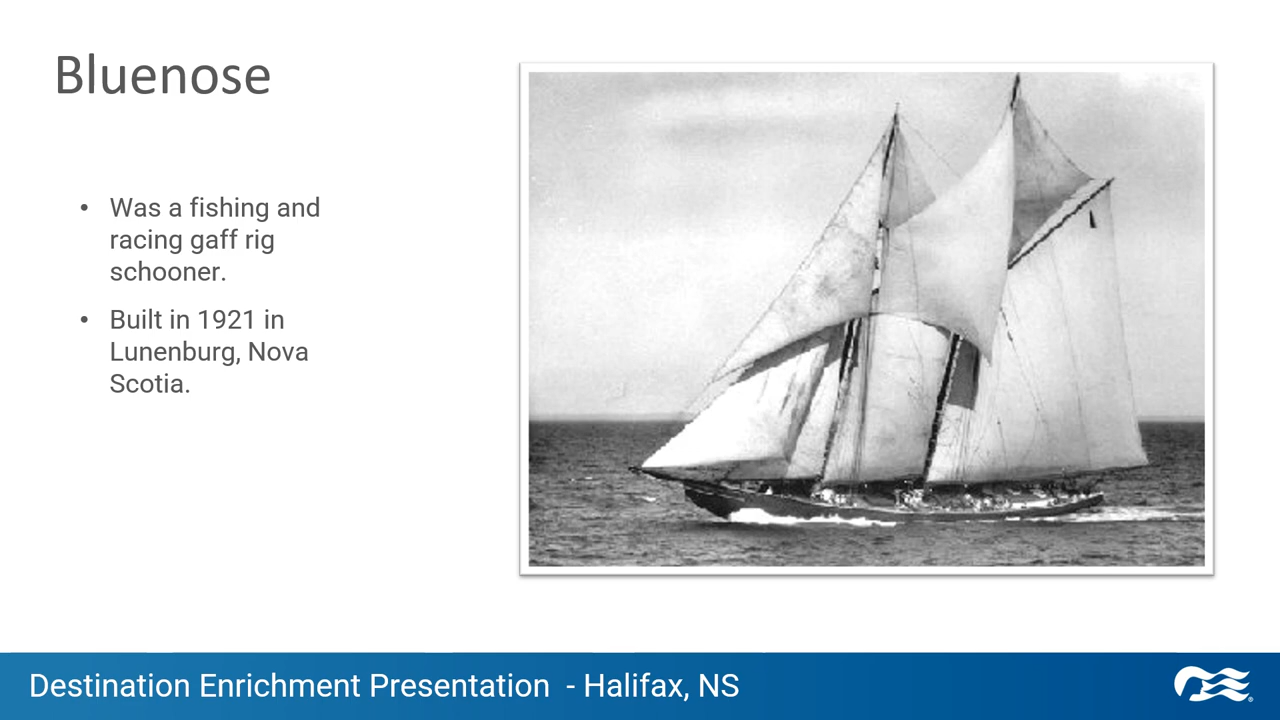 Bluenose
• Was a fishing and
racing gaff rig
schooner.
• Built in 1921 in
Lunenburg, Nova
Scotia.
Destination Enrichment Presentation - Halifax, NS
®